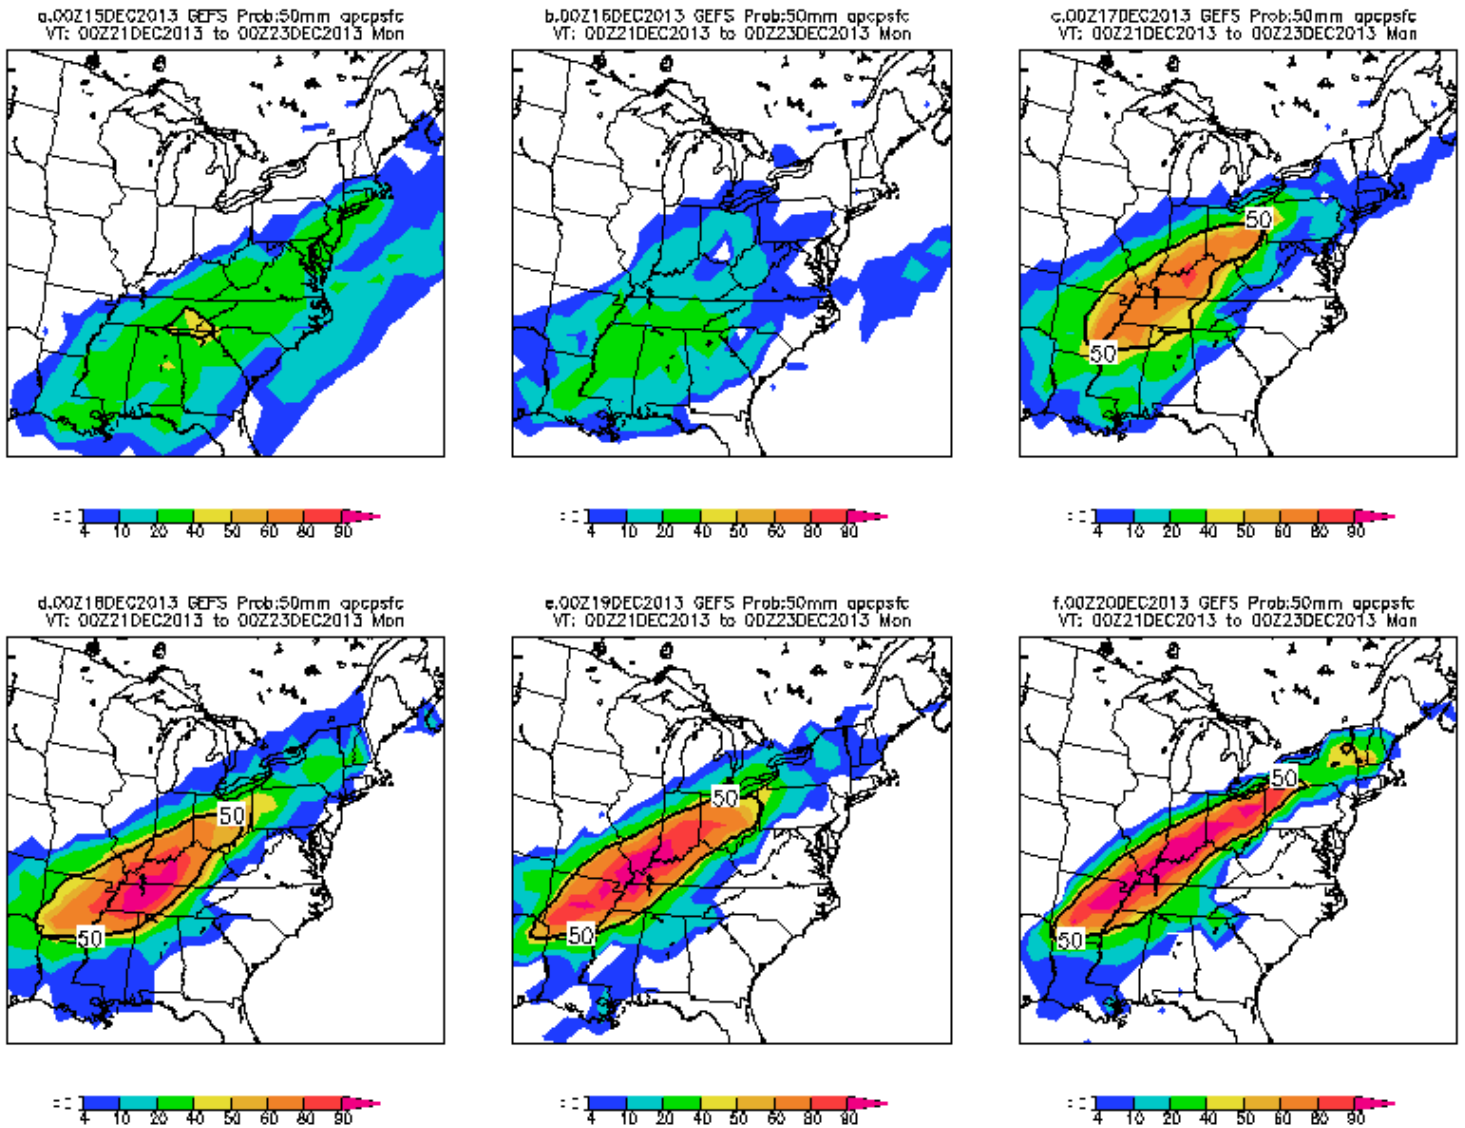 a.00Z15DEC2013 GEFS Prob:50mm apcpsfc
VT: 00Z21DEC2013 to 00Z23DEC2013 Mon
b.00Z16DEC2013 GEFS Prob:50mm apcpsfc
VT: 00Z21DEC2013 to 00Z23DEC2013 Mon
c.00Z17DEC2013 GEFS Prob:50mm apcpsfc
VT: 00Z21DEC2013 to 00Z23DEC2013 Mon
50
50
4 10 20 40 50 60 80 90
4 10 20 40 50 60 80 90
4 10 20 40 50 60 80 90
d.00Z18DEC2013 GEFS Prob:50mm apcpsfc
VT: 00Z21DEC2013 to 00Z23DEC2013 Mon
e.00Z19DEC2013 GEFS Prob:50mm apcpsfc
VT: 00Z21DEC2013 to 00Z23DEC2013 Mon
f.00Z20DEC2013 GEFS Prob:50mm apcpsfc
VT: 00Z21DEC2013 to 00Z23DEC2013 Mon
50
50
50
50
50
50
4 10 20 40 50 60 80 90
4 10 20 40 50 60 80 90
4 10 20 40 50 60 80 90